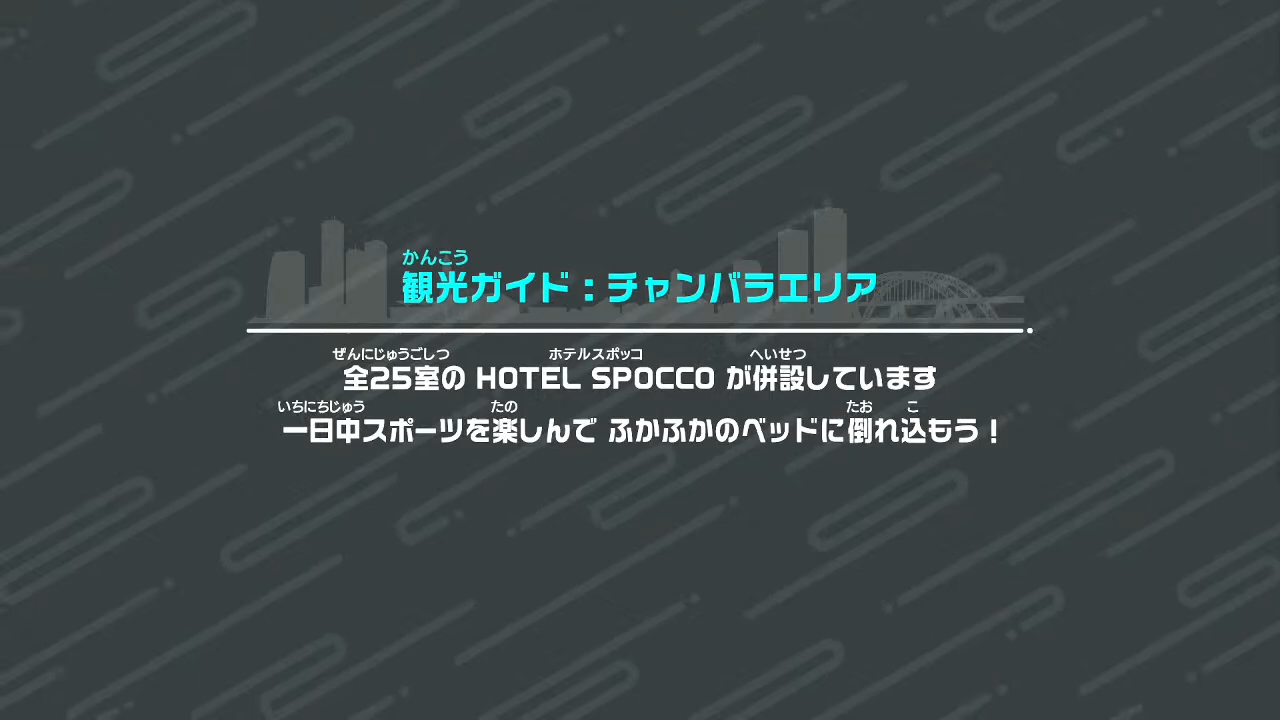 かんこう
観光ガイド：チャンバラエリア
ぜんにじゅうごしつ ホテルスポッコ へいせつ
全25室の HOTEL SPOCCO が併設しています
いちにちじゅう たの たお こ
一日中スポーツを楽しんで ふかふかのベッドに倒れ込もう！